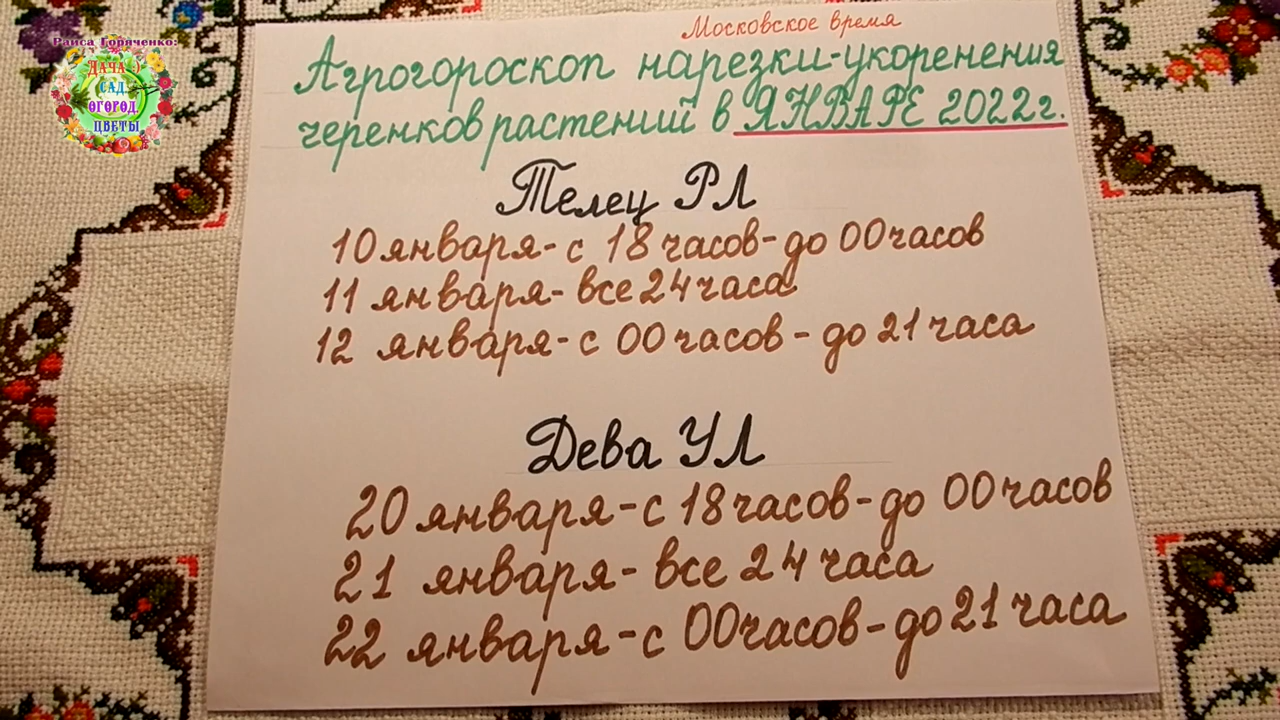 Раиса Горяченко:
ДАЧА
САД
ОГОРОД
ЦВЕТЫ
Московское время
Агрогороскоп нарезки-укоренения
черенков растений в ЯНВАРЕ 2022г.
Телец РЛ
10 января - с 18 часов - до 00 часов
11 января - все 24 часа
12 января - с 00 часов - до 21 часа
Дева УЛ
20 января - с 18 часов - до 00 часов
21 января - все 24 часа
22 января - с 00 часов - до 21 часа